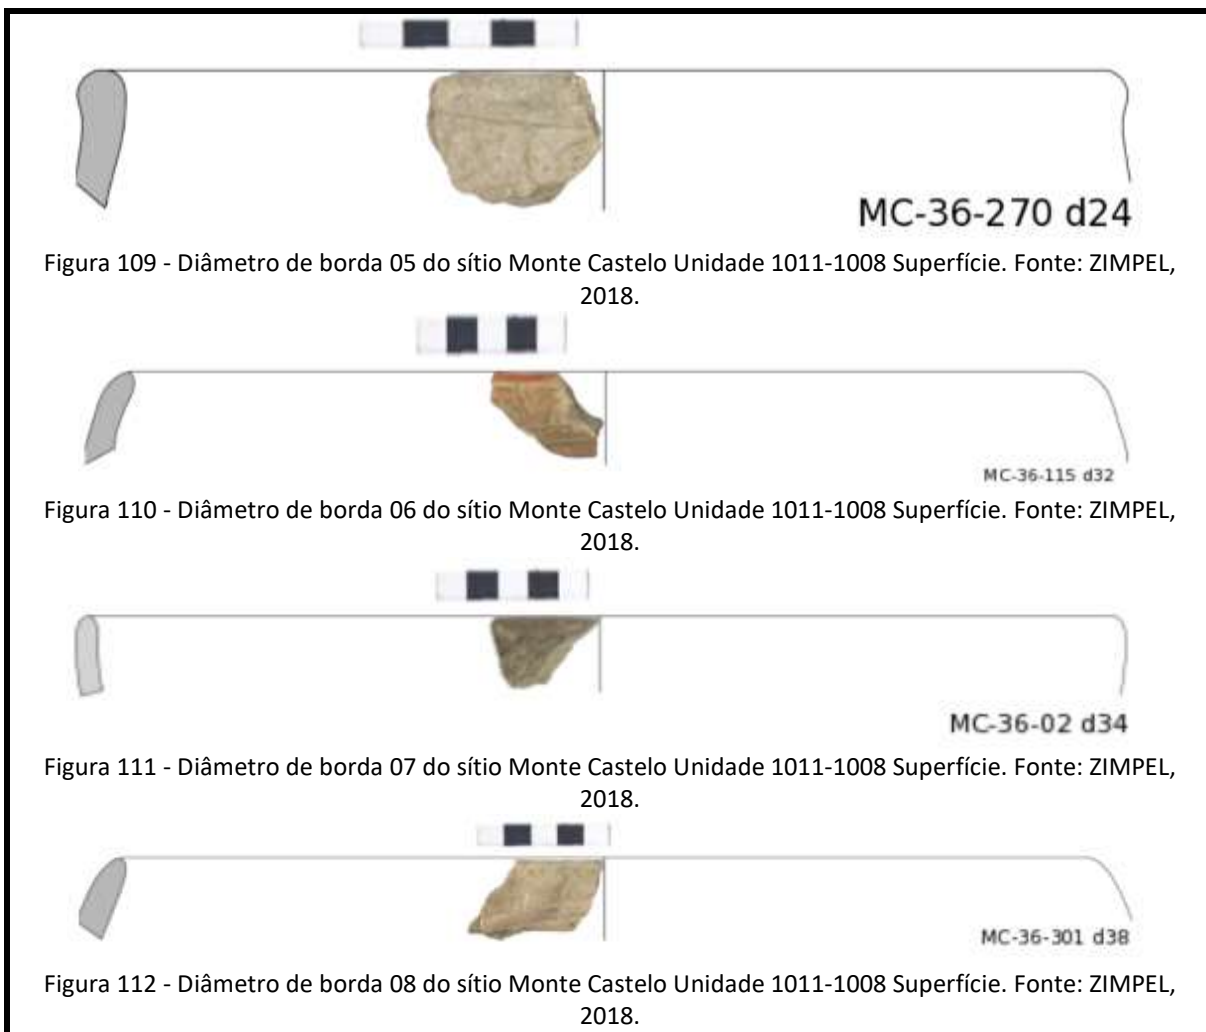 MC-36-270 d24
Figura 109 - Diâmetro de borda 05 do sítio Monte Castelo Unidade 1011-1008 Superfície. Fonte: ZIMPEL,
2018.
MC-36-115 d32
Figura 110 - Diâmetro de borda 06 do sítio Monte Castelo Unidade 1011-1008 Superfície. Fonte: ZIMPEL,
2018.
MC-36-02 d34
Figura 111 - Diâmetro de borda 07 do sítio Monte Castelo Unidade 1011-1008 Superfície. Fonte: ZIMPEL,
2018.
MC-36-301 d38
Figura 112 - Diâmetro de borda 08 do sítio Monte Castelo Unidade 1011-1008 Superfície. Fonte: ZIMPEL,
2018.